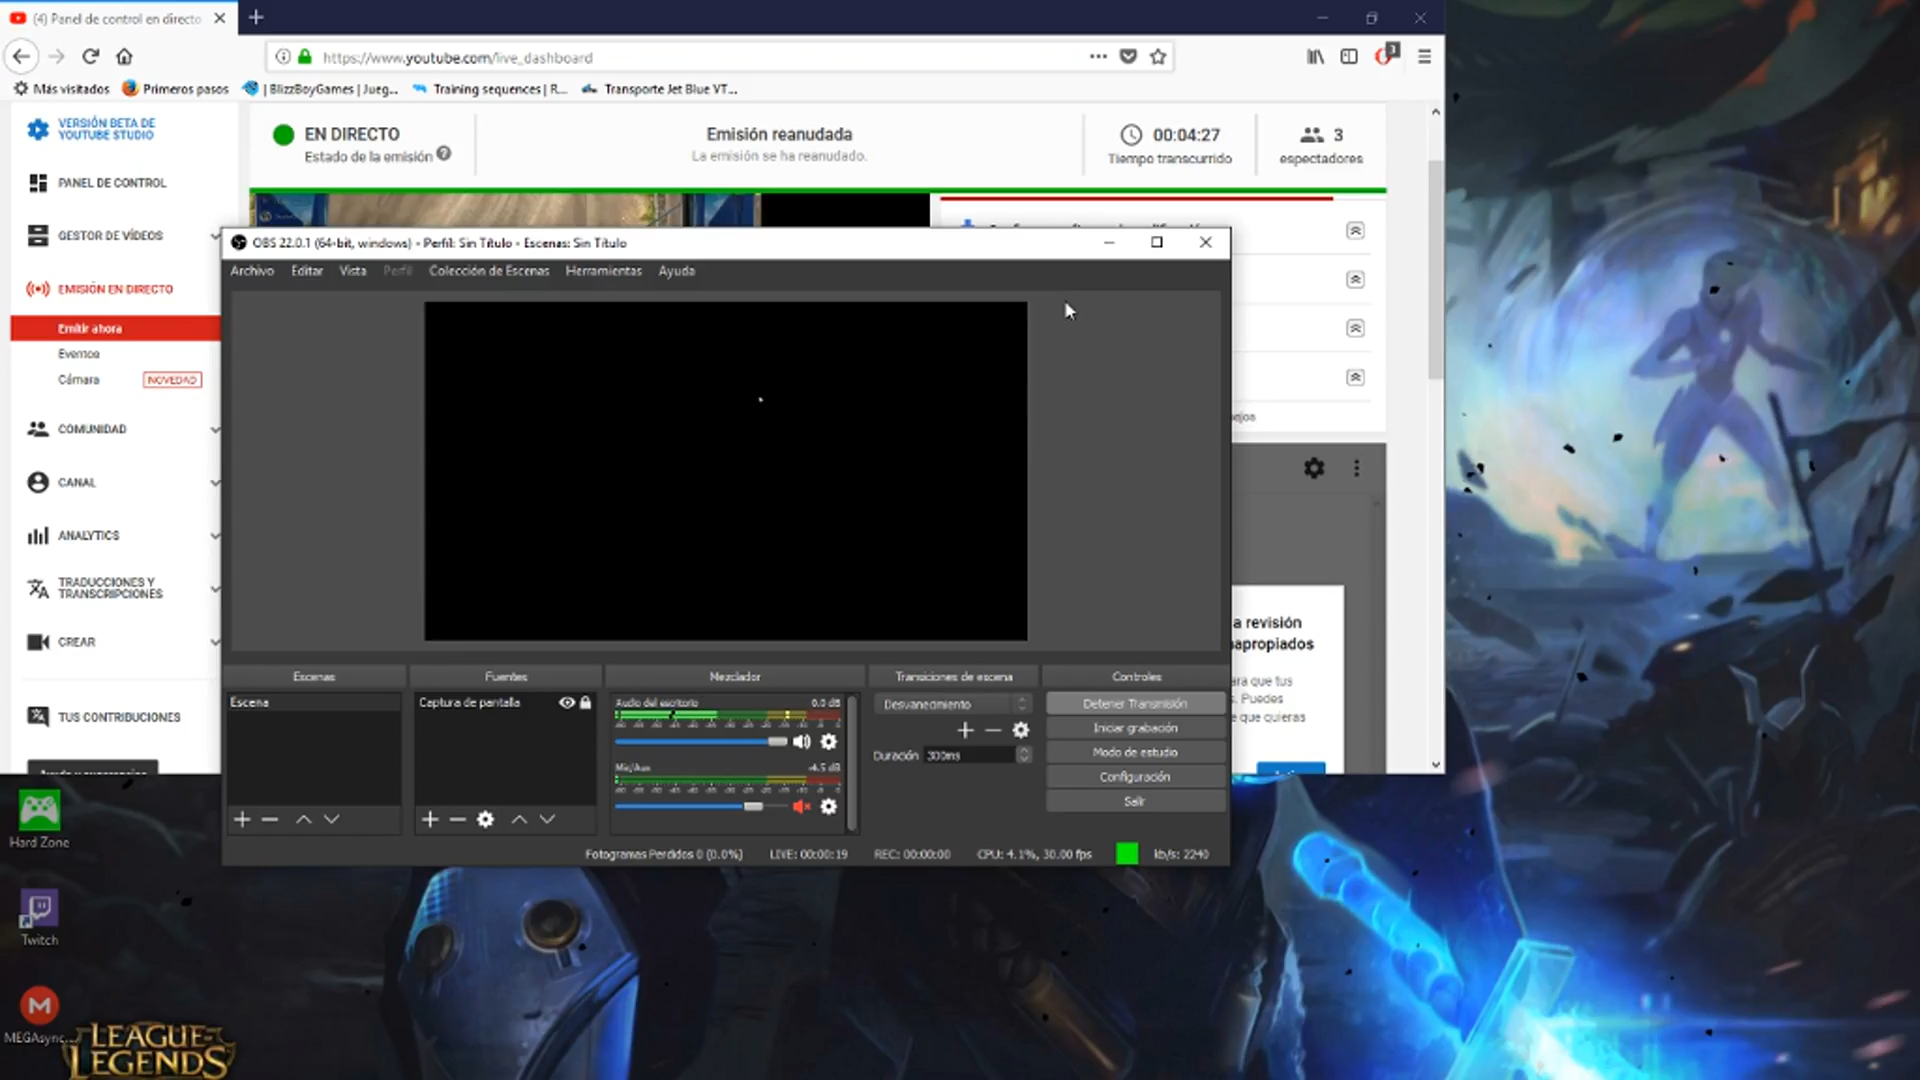 (4) Panel de control en directo
https://www.youtube.com/live_dashboard
3
Más visitados
Primeros pasos
| BlizzBoyGames | Jueg...
Training sequences | R...
Transporte Jet Blue VT...
VERSIÓN BETA DE
YOUTUBE STUDIO
PANEL DE CONTROL
GESTOR DE VÍDEOS
EMISIÓN EN DIRECTO
Emitir ahora
Eventos
Cámara
NOVEDAD
COMUNIDAD
CANAL
ANALYTICS
TRADUCCIONES Y
TRANSCRIPCIONES
CREAR
TUS CONTRIBUCIONES
EN DIRECTO
Estado de la emisión
Emisión reanudada
La emisión se ha reanudado.
00:04:27
Tiempo transcurrido
3
espectadores
OBS 22.0.1 (64-bit, windows) - Perfil: Sin Título - Escenas: Sin Título
Archivo
Editar
Vista
Perfil
Colección de Escenas
Herramientas
Ayuda
Escenas
Fuentes
Mezclador
Transiciones de escena
Controles
Escena
Captura de pantalla
Audio del escritorio
0.0 dB
Mic/Aux
-4.5 dB
Desvanecimiento
Duración
300ms
Detener Transmisión
Iniciar grabación
Modo de estudio
Configuración
Salir
Fotogramas Perdidos 0 (0.0%)
LIVE: 00:00:19
REC: 00:00:00
CPU: 4.1%, 30.00 fps
kb/s: 2240
a revisión
ara que tus
. Puedes
e que quieras
Hard Zone
Twitch
MEGAsync...
LEAGUE
LEGENDS